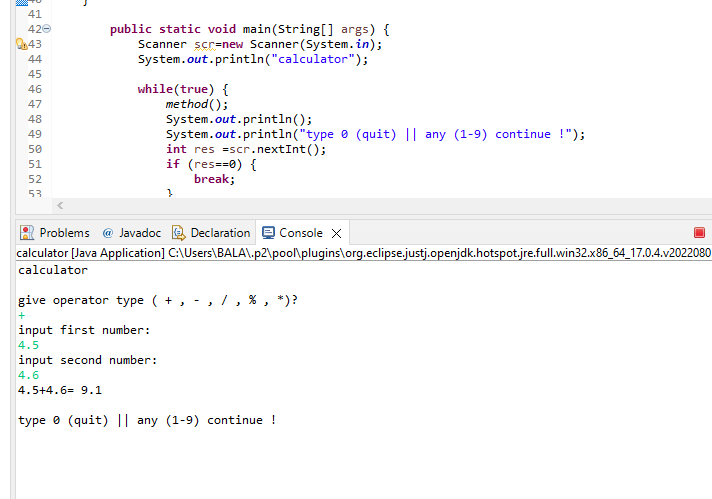 41
42 public static void main(String[] args) {
43 Scanner scr=new Scanner(System.in);
44 System.out.println("calculator");
45
46 while(true) {
47 method();
48 System.out.println();
49 System.out.println("type 0 (quit) || any (1-9) continue !");
50 int res =scr.nextInt();
51 if (res==0) {
52 break;
53 }
Problems @ Javadoc Declaration Console
calculator [Java Application] C:\Users\BALA\.p2\pool\plugins\org.eclipse.justj.openjdk.hotspot.jre.full.win32.x86_64_17.0.4.v2022080
calculator
give operator type ( + , - , / , % , *)?
+
input first number:
4.5
input second number:
4.6
4.5+4.6= 9.1
type 0 (quit) || any (1-9) continue !